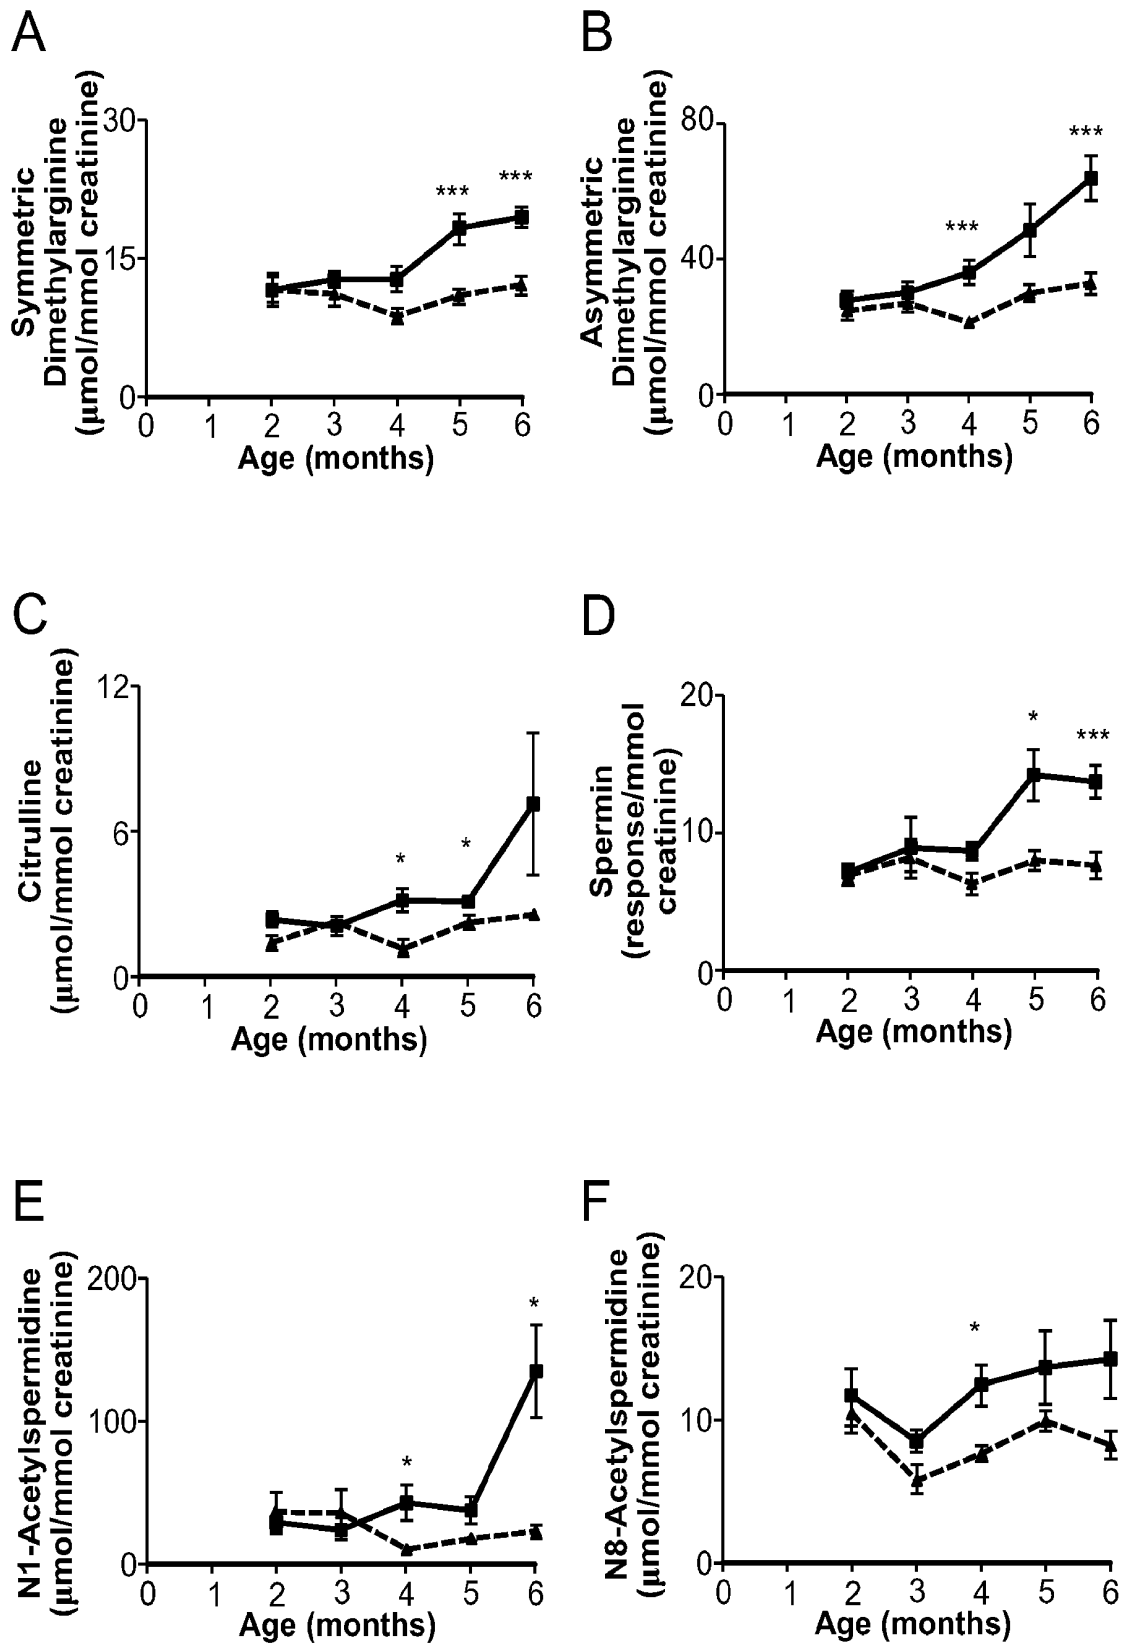 A
Symmetric
Dimethylarginine
(µmol/mmol creatinine)
30
15
0
*** ***
0 1 2 3 4 5 6
Age (months)
B
Asymmetric
Dimethylarginine
(µmol/mmol creatinine)
80
40
0
*** ***
0 1 2 3 4 5 6
Age (months)
C
Citrulline
(µmol/mmol creatinine)
12
6
0
* *
0 1 2 3 4 5 6
Age (months)
D
Spermin
(response/mmol
creatinine)
20
10
0
* ***
0 1 2 3 4 5 6
Age (months)
E
N1-Acetylspermidine
(µmol/mmol creatinine)
200
100
0
* *
0 1 2 3 4 5 6
Age (months)
F
N8-Acetylspermidine
(µmol/mmol creatinine)
20
10
0
*
0 1 2 3 4 5 6
Age (months)